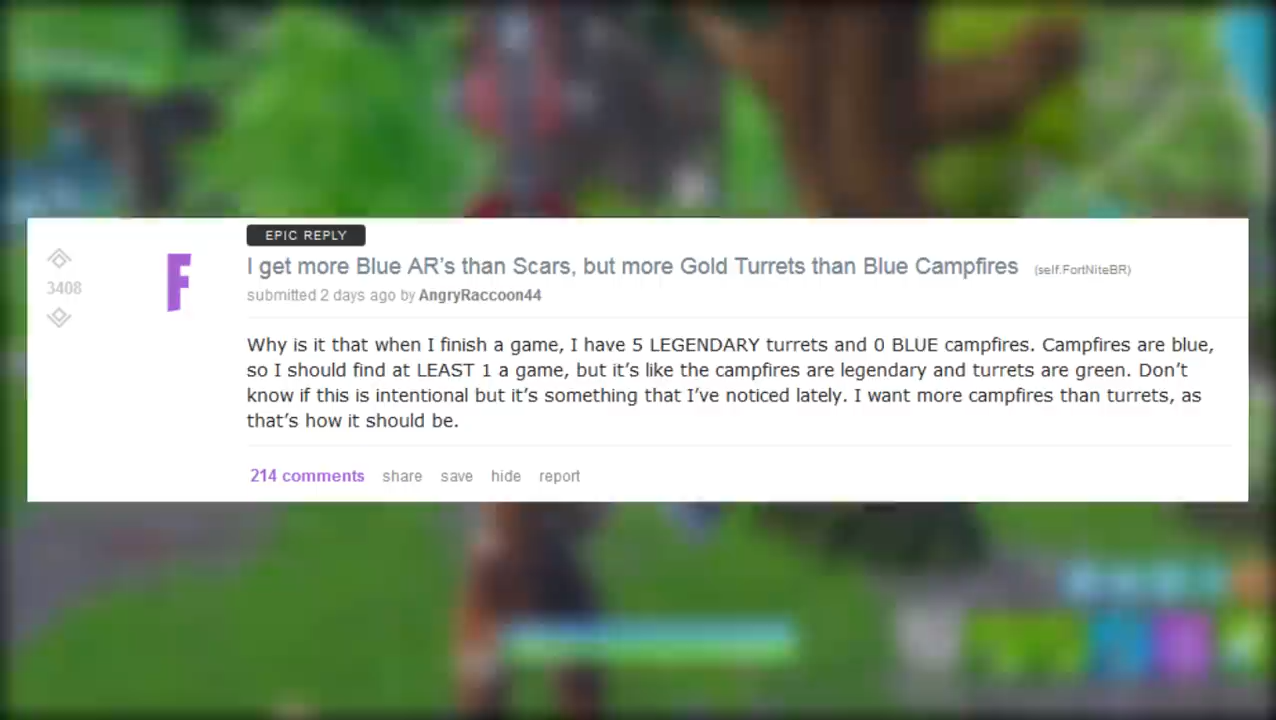 EPIC REPLY
I get more Blue AR's than Scars, but more Gold Turrets than Blue Campfires (self.FortNiteBR)
3408
submitted 2 days ago by AngryRaccoon44
Why is it that when I finish a game, I have 5 LEGENDARY turrets and 0 BLUE campfires. Campfires are blue,
so I should find at LEAST 1 a game, but it's like the campfires are legendary and turrets are green. Don't
know if this is intentional but it's something that I've noticed lately. I want more campfires than turrets, as
that's how it should be.
214 comments share save hide report